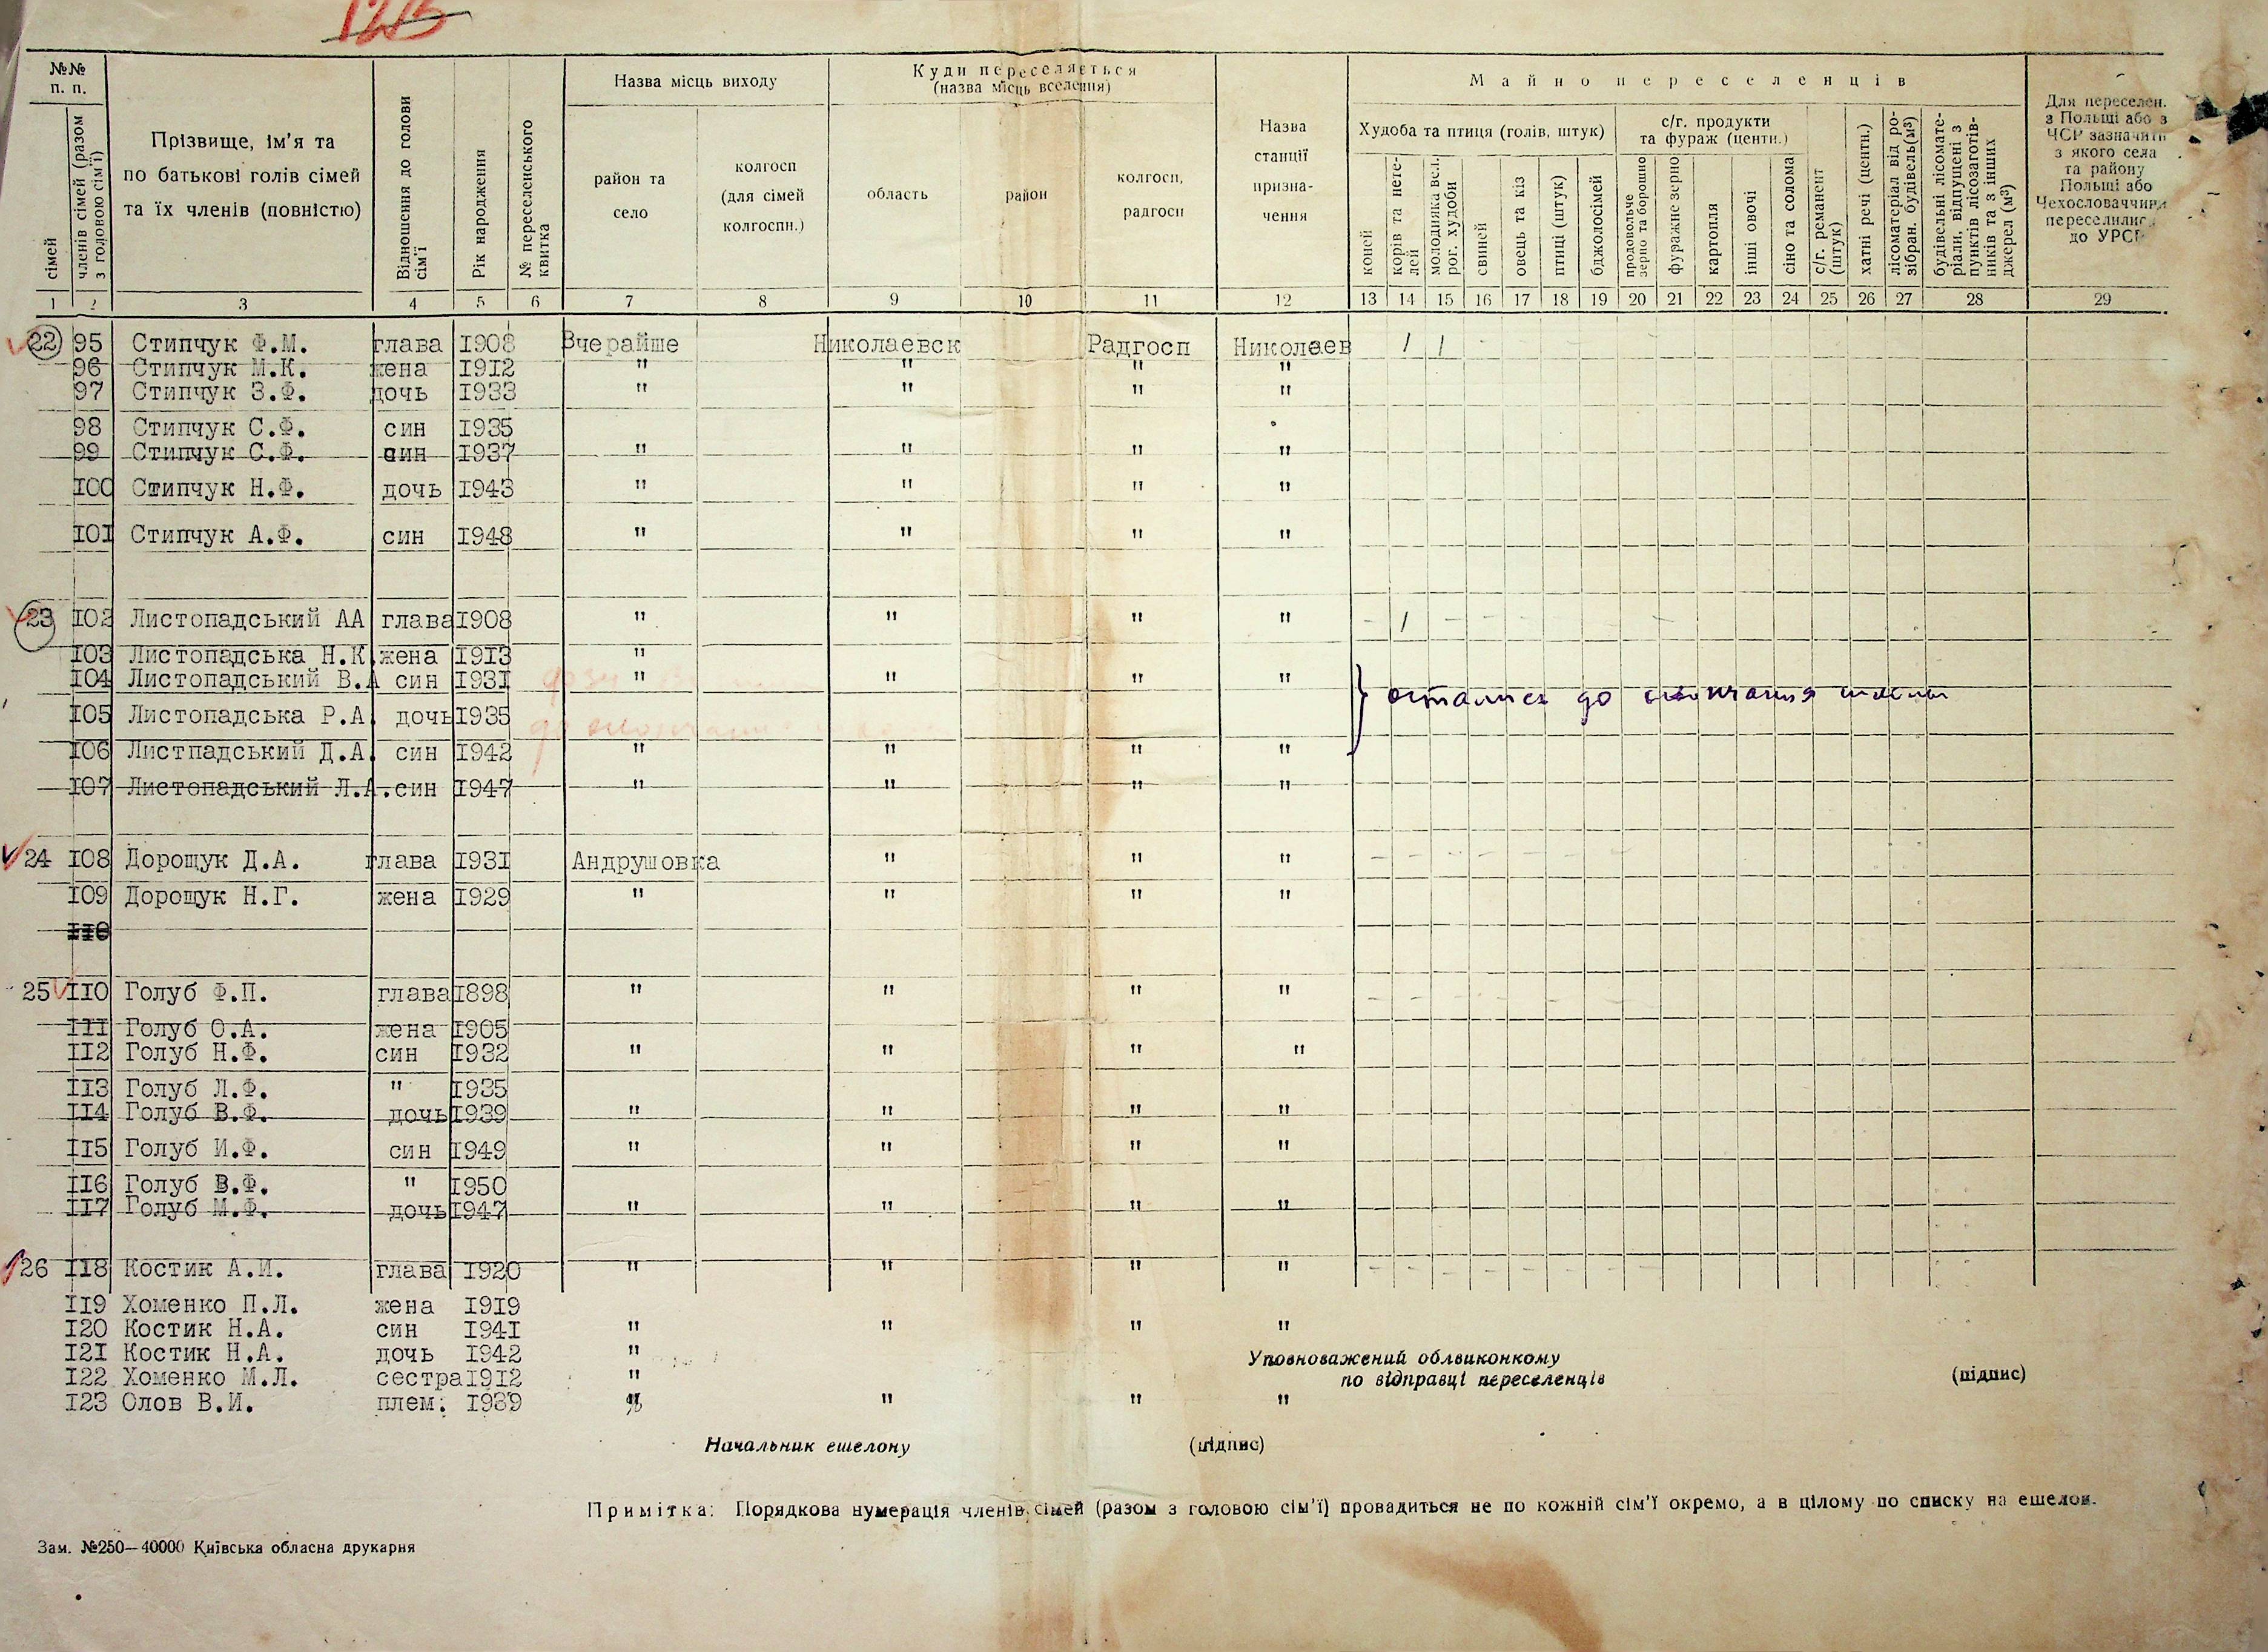 1213
№№ п. п.
сімей
членів сімей (разом з головою сім'ї)
Прізвище, ім'я та
по батькові голів сімей
та їх членів (повністю)
Відношення до голови сім'ї
Рік народження
№ переселенського квитка
Назва місць виходу
район та село
колгосп (для сімей колгоспн.)
Куди переселяється
(назва місць вселення)
область
район
колгосп, радгосп
Назва станції призначення
Майно переселенців
Худоба та птиця (голів, штук)
коней
корів та нетелей
молодняка вел. рог. худоби
свиней
овець та кіз
птиці (штук)
бджолосімей
с/г. продукти та фураж (центн.)
продовольче зерно та борошно
фуражне зерно
картопля
інші овочі
сіно та солома
с/г. реманент (штук)
хатні речі (центн.)
лісоматеріал від розібран. будівель (м³)
будівельні лісоматеріали, відпущені з пунктів лісозаготівників та з інших джерел (м³)
Для переселен.
з Польщі або з
ЧСР зазначити
з якого села
та району
Польщі або
Чехословаччини
переселились
до УРСР
1 2 3 4 5 6 7 8 9 10 11 12 13 14 15 16 17 18 19 20 21 22 23 24 25 26 27 28 29
22 95 Стипчук Ф.М. глава 1908 Вчерайше Николаевск Радгосп Николаев / /
96 Стипчук М.К. жена 1912 " " " "
97 Стипчук З.Ф. дочь 1933 " " " "
98 Стипчук С.Ф. син 1935
99 Стипчук С.Ф. син 1937 " " " "
100 Стипчук Н.Ф. дочь 1943 " " " "
101 Стипчук А.Ф. син 1948 " " " "
23 102 Листопадський АА глава 1908 " " " " - / - - - - - -
103 Листопадська Н.К. жена 1913 "
104 Листопадський В.А син 1931 " " " "
остались до окончания школы
105 Листопадська Р.А. дочь 1935
106 Листпадський Д.А. син 1942 " " " "
107 Листопадський Л.А. син 1947 " " " "
24 108 Дорощук Д.А. глава 1931 Андрушовка " " " - - - - - - -
109 Дорощук Н.Г. жена 1929 " " " "
110
25 110 Голуб Ф.П. глава 1898 " " " " - - - - - - -
111 Голуб О.А. жена 1905
112 Голуб Н.Ф. син 1932 " " " "
113 Голуб Л.Ф. " 1935
114 Голуб В.Ф. дочь 1939 " " " "
115 Голуб И.Ф. син 1949 " " " "
116 Голуб В.Ф. " 1950
117 Голуб М.Ф. дочь 1947 " " " "
26 118 Костик А.И. глава 1920 " " " " - - - - - - - -
119 Хоменко П.Л. жена 1919
120 Костик Н.А. син 1941 " " " "
121 Костик Н.А. дочь 1942 "
122 Хоменко М.Л. сестра 1912 "
123 Олов В.И. плем. 1939 " " " "
Уповноважений облвиконкому
по відправці переселенців (підпис)
Начальник ешелону (підпис)
Примітка: Порядкова нумерація членів сімей (разом з головою сім'ї) провадиться не по кожній сім'ї окремо, а в цілому по списку на ешелон.
Зам. №250—40000 Київська обласна друкарня